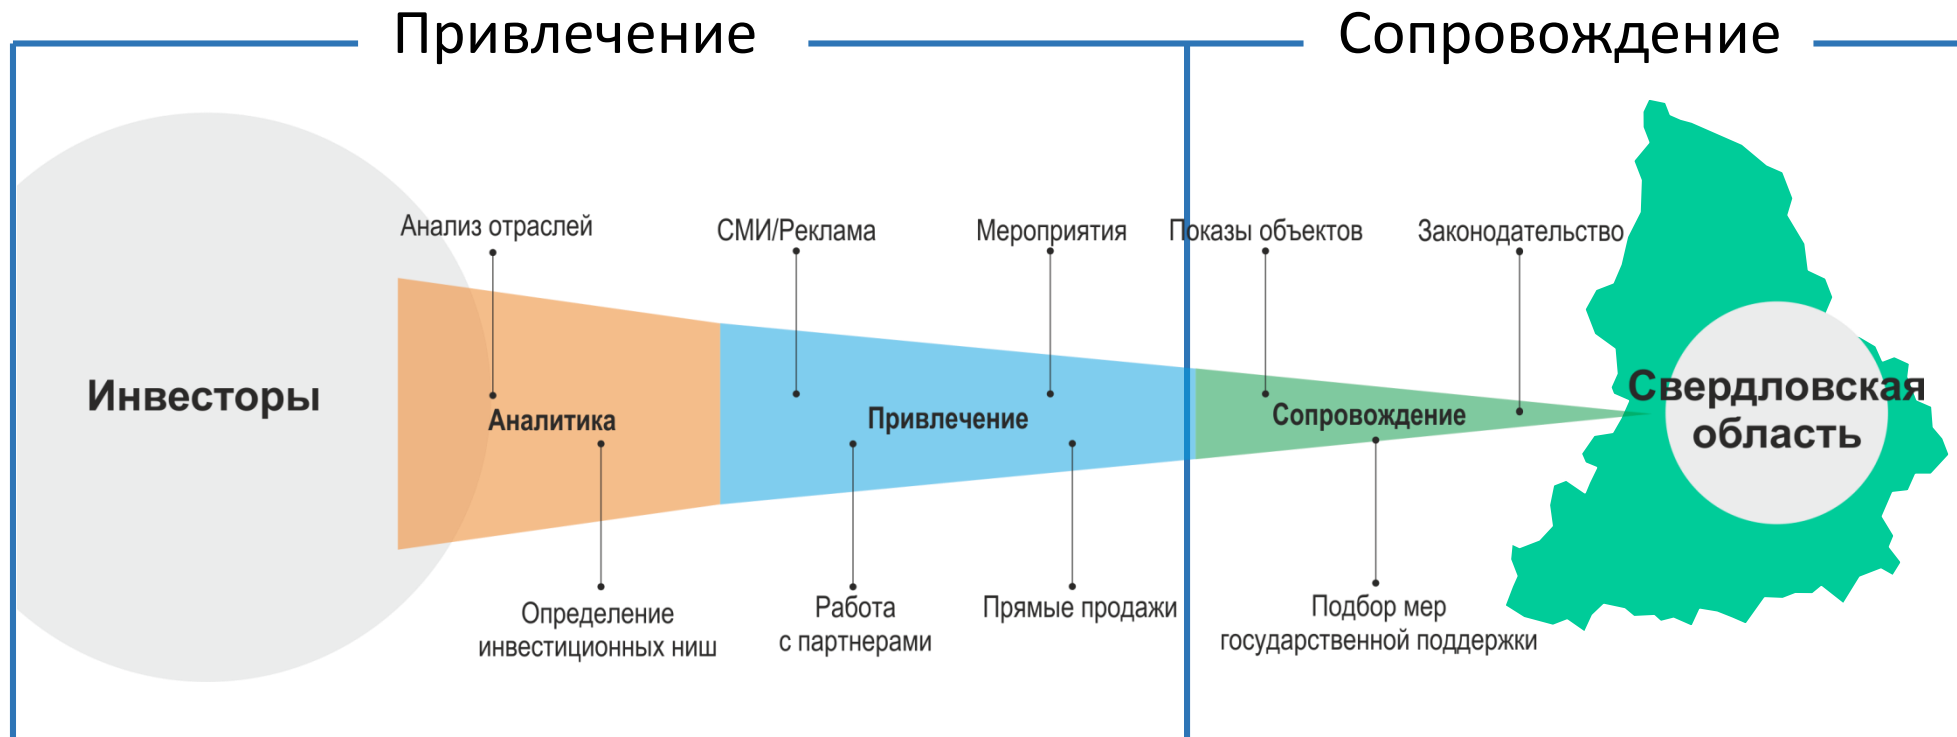 Привлечение
Сопровождение
Анализ отраслей
СМИ/Реклама
Мероприятия
Показы объектов
Законодательство
Инвесторы
Аналитика
Привлечение
Сопровождение
Свердловская
область
Определение
инвестиционных ниш
Работа
с партнерами
Прямые продажи
Подбор мер
государственной поддержки